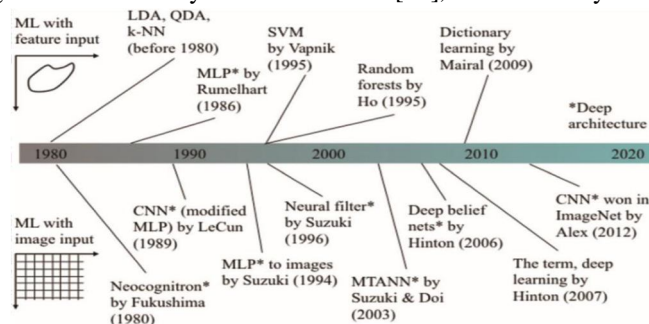 ML with
feature input
LDA, QDA,
k-NN
(before 1980)
MLP* by
Rumelhart
(1986)
SVM
by Vapnik
(1995)
Random
forests by
Ho (1995)
Dictionary
learning by
Mairal (2009)
*Deep
architecture
1980 1990 2000 2010 2020
ML with
image input
Neocognitron*
by Fukushima
(1980)
CNN* (modified
MLP) by LeCun
(1989)
MLP* to images
by Suzuki (1994)
Neural filter*
by Suzuki
(1996)
MTANN* by
Suzuki & Doi
(2003)
Deep belief
nets* by
Hinton (2006)
The term, deep
learning by
Hinton (2007)
CNN* won in
ImageNet by
Alex (2012)